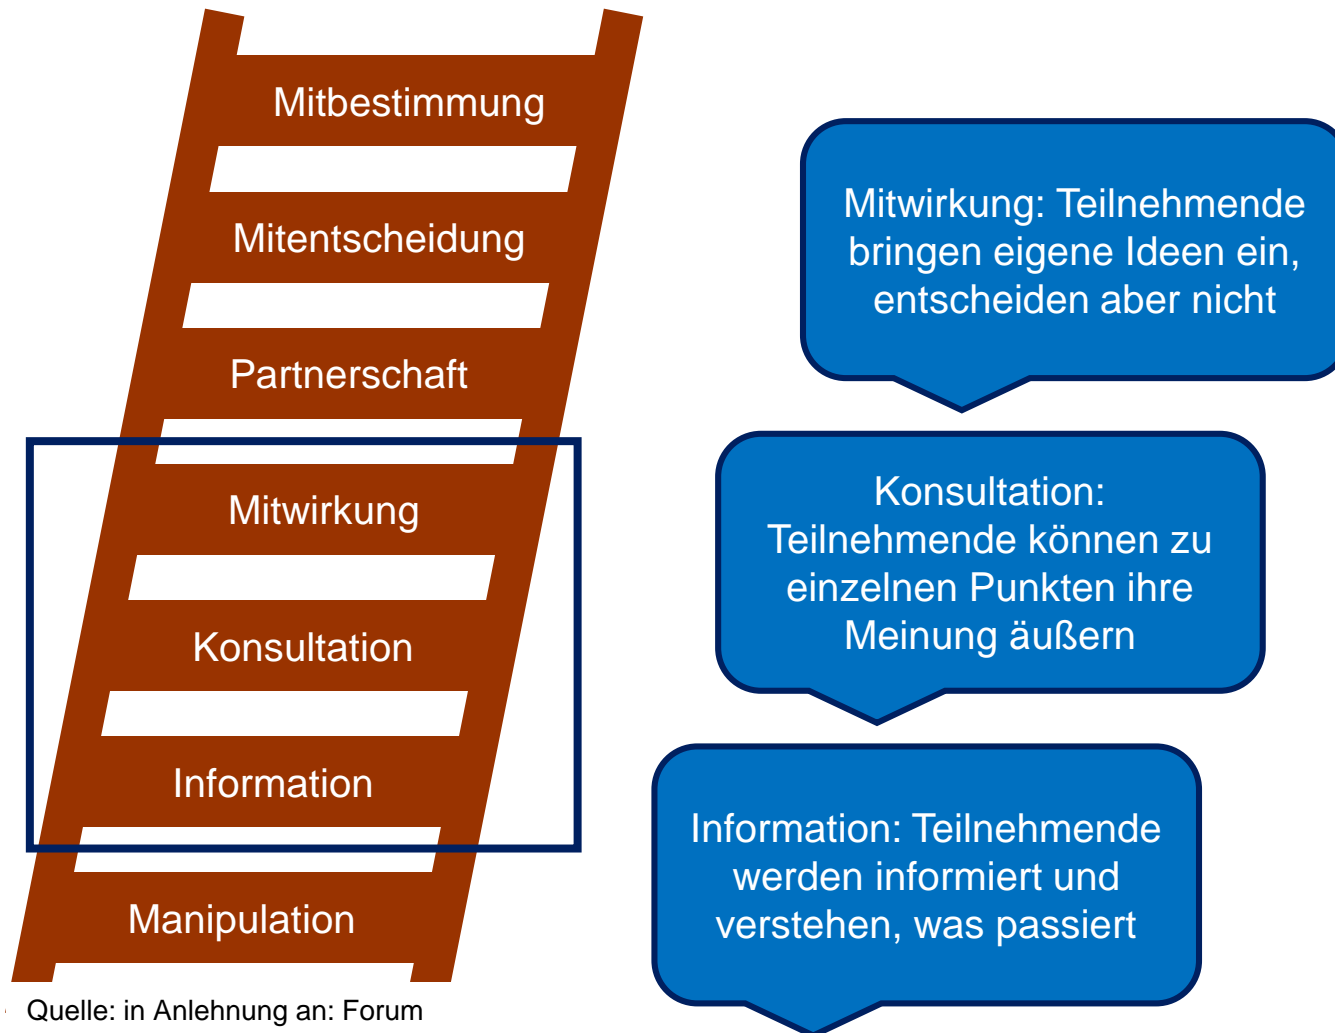 Mitbestimmung
Mitentscheidung
Partnerschaft
Mitwirkung
Konsultation
Information
Manipulation
Mitwirkung: Teilnehmende
bringen eigene Ideen ein,
entscheiden aber nicht
Konsultation:
Teilnehmende können zu
einzelnen Punkten ihre
Meinung äußern
Information: Teilnehmende
werden informiert und
verstehen, was passiert
Quelle: in Anlehnung an: Forum